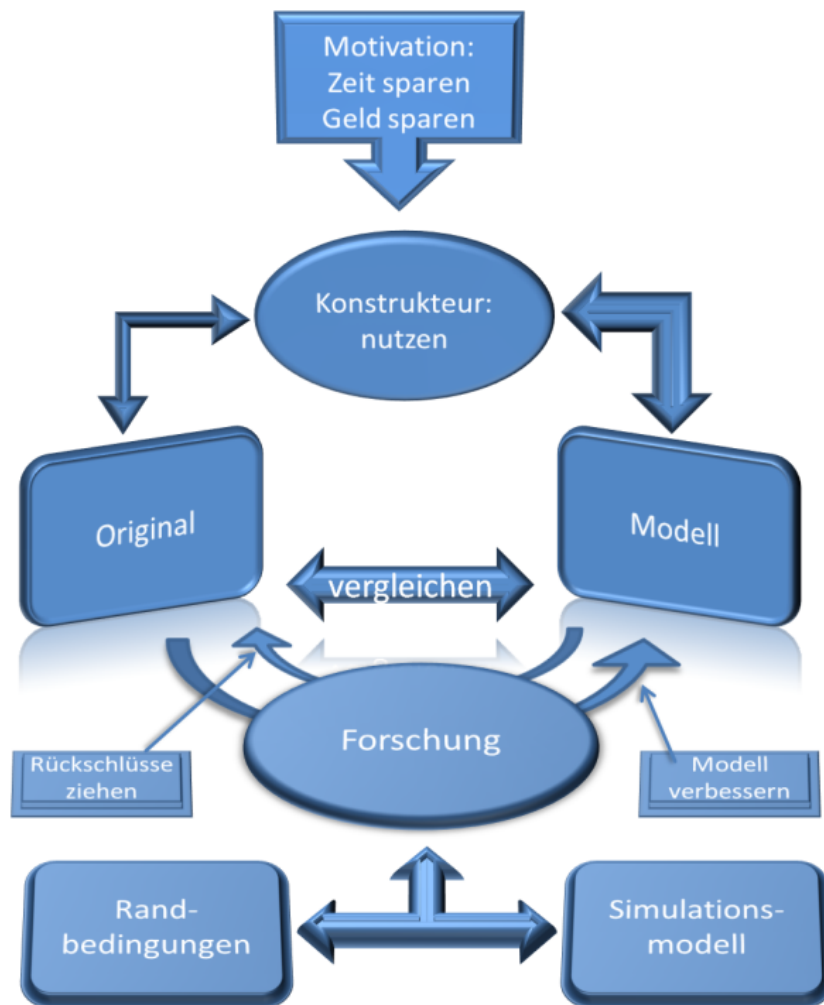 Motivation:
Zeit sparen
Geld sparen
Konstrukteur:
nutzen
Original
Modell
vergleichen
Forschung
Rückschlüsse
ziehen
Modell
verbessern
Rand-
bedingungen
Simulations-
modell